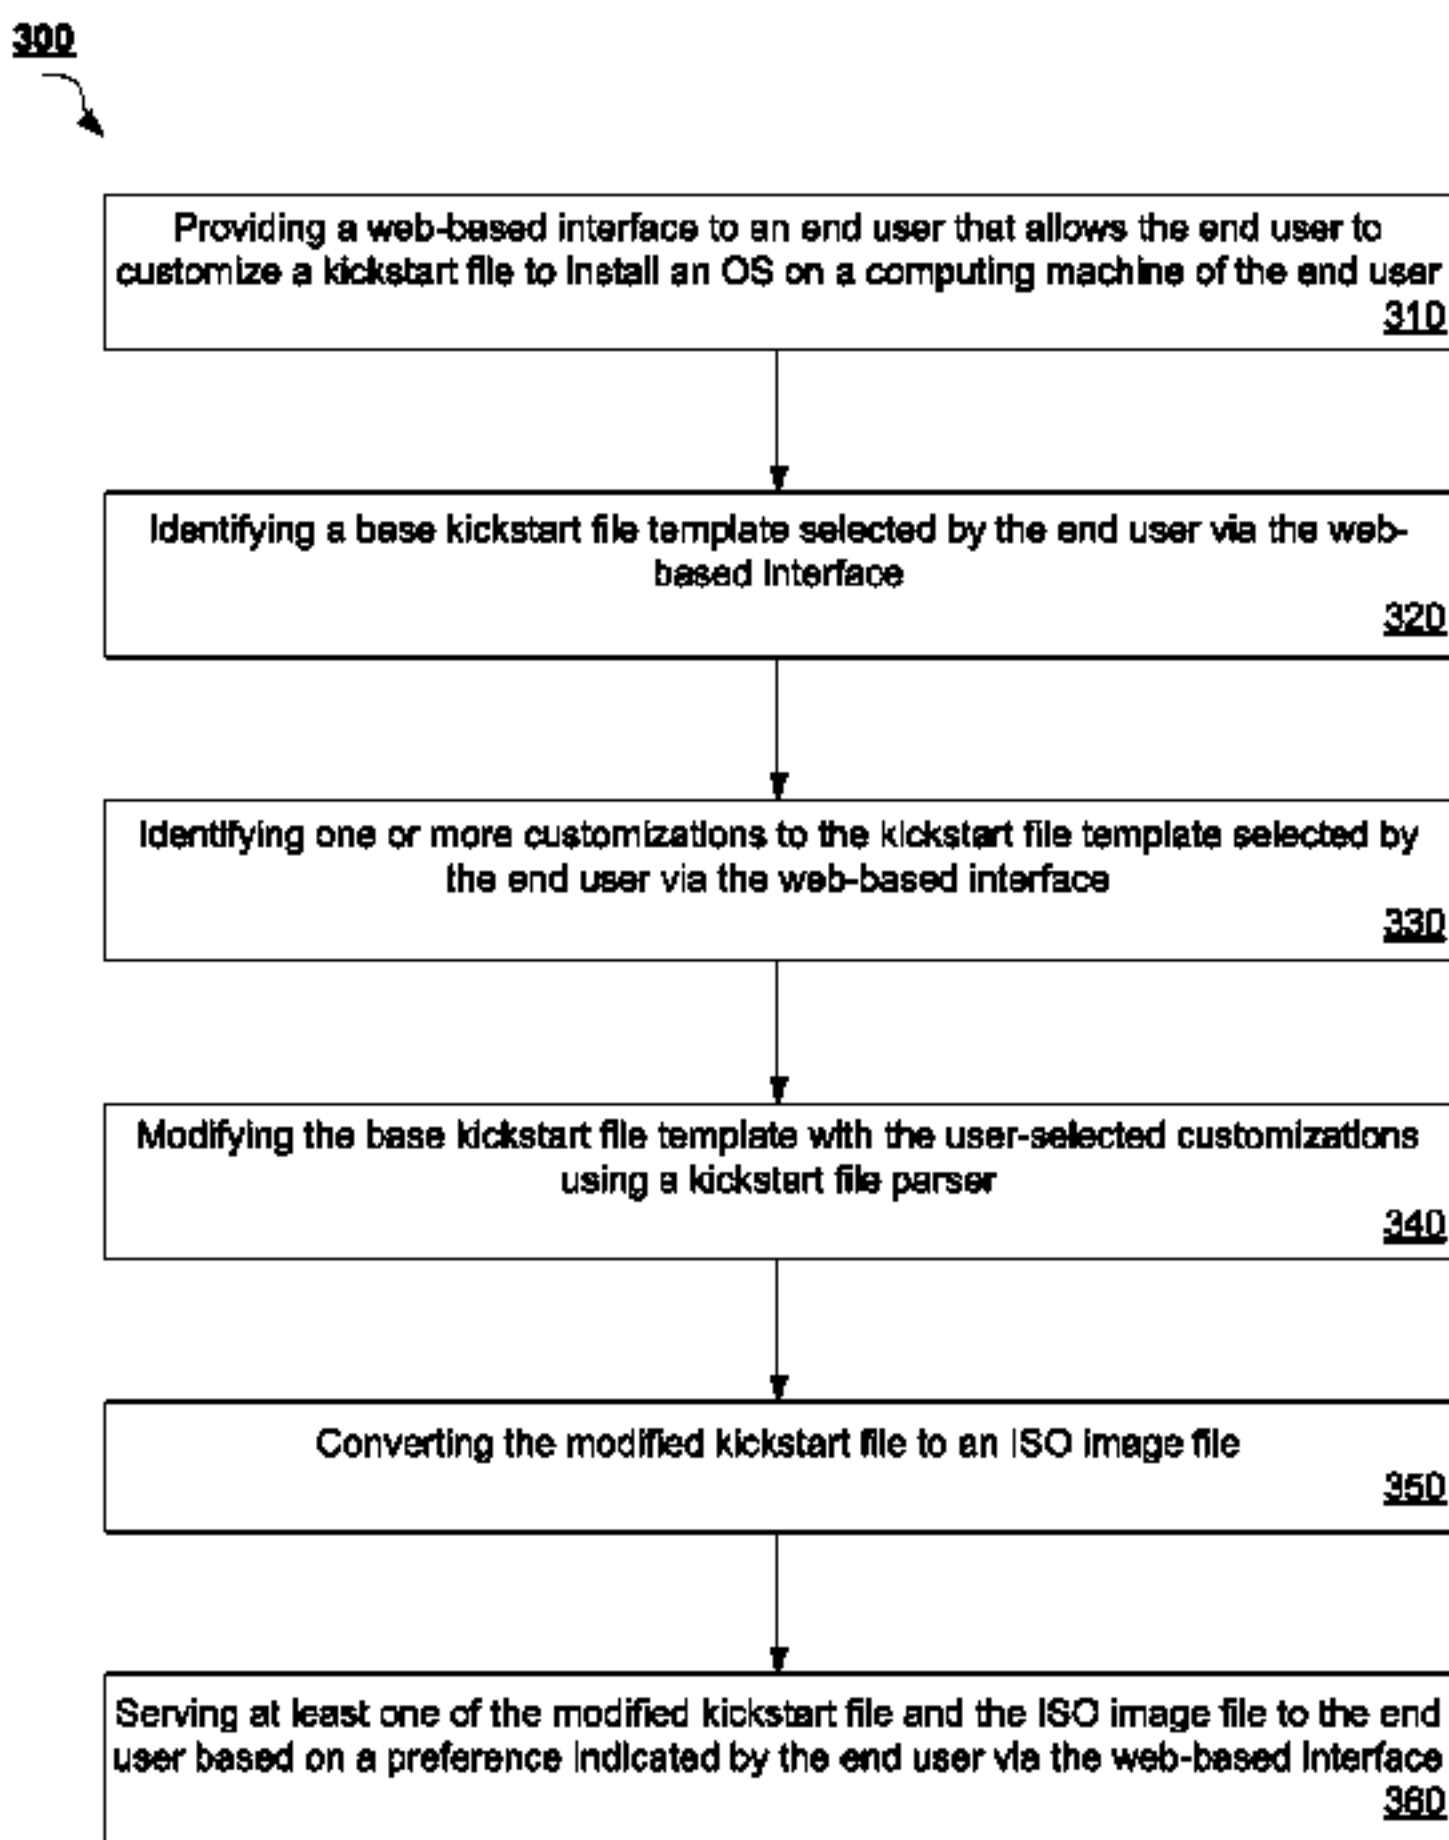 300
Providing a web-based interface to an end user that allows the end user to
customize a kickstart file to install an OS on a computing machine of the end user
310
Identifying a base kickstart file template selected by the end user via the web-
based interface
320
Identifying one or more customizations to the kickstart file template selected by
the end user via the web-based interface
330
Modifying the base kickstart file template with the user-selected customizations
using a kickstart file parser
340
Converting the modified kickstart file to an ISO image file
350
Serving at least one of the modified kickstart file and the ISO image file to the end
user based on a preference indicated by the end user via the web-based interface
360